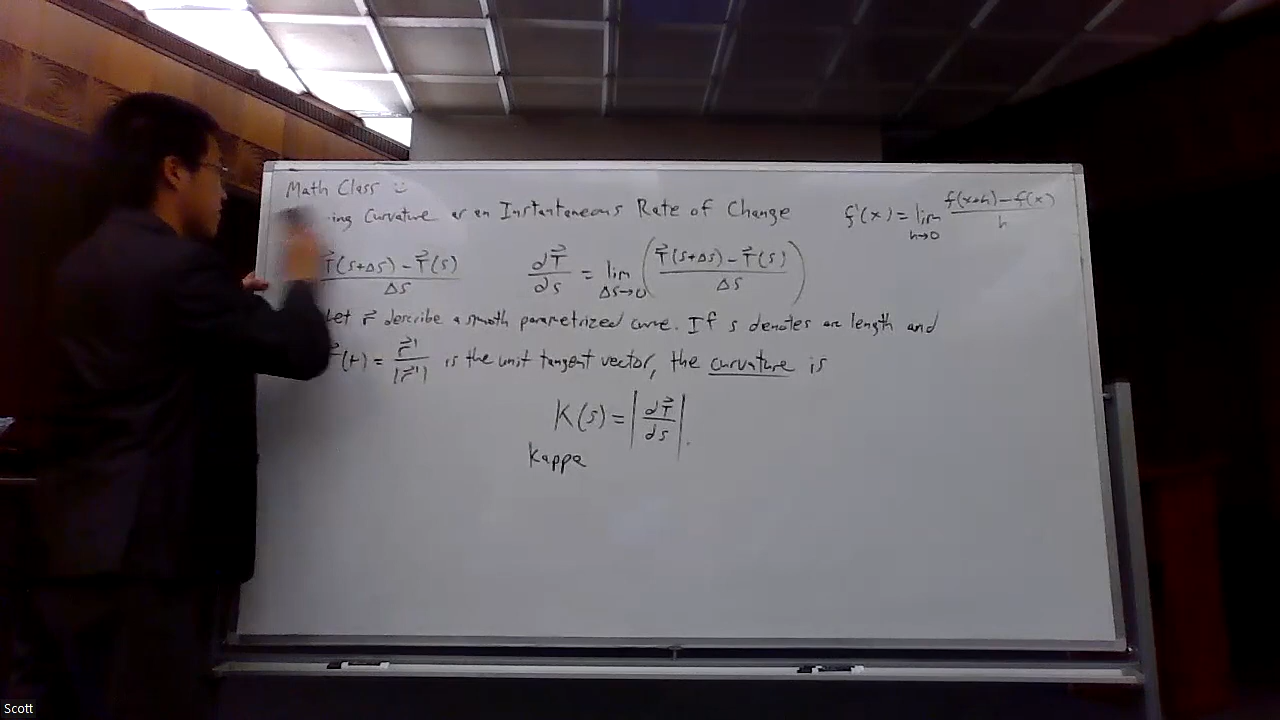 Math Class :)
ing Curvature as an Instantaneous Rate of Change
f'(x) = lim h→0 (f(x+h) − f(x)) / h
(T⃗(s+Δs) − T⃗(s)) / Δs
dT⃗/ds = lim Δs→0 ((T⃗(s+Δs) − T⃗(s)) / Δs)
Let r⃗ describe a smooth parametrized curve. If s denotes arc length and
(t) = r⃗'/|r⃗'| is the unit tangent vector, the curvature is
K(s) = |dT⃗/ds|.
Kappa
Scott